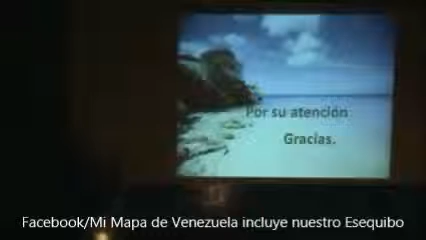 Por su atención
Gracias.
Facebook/Mi Mapa de Venezuela incluye nuestro Esequibo